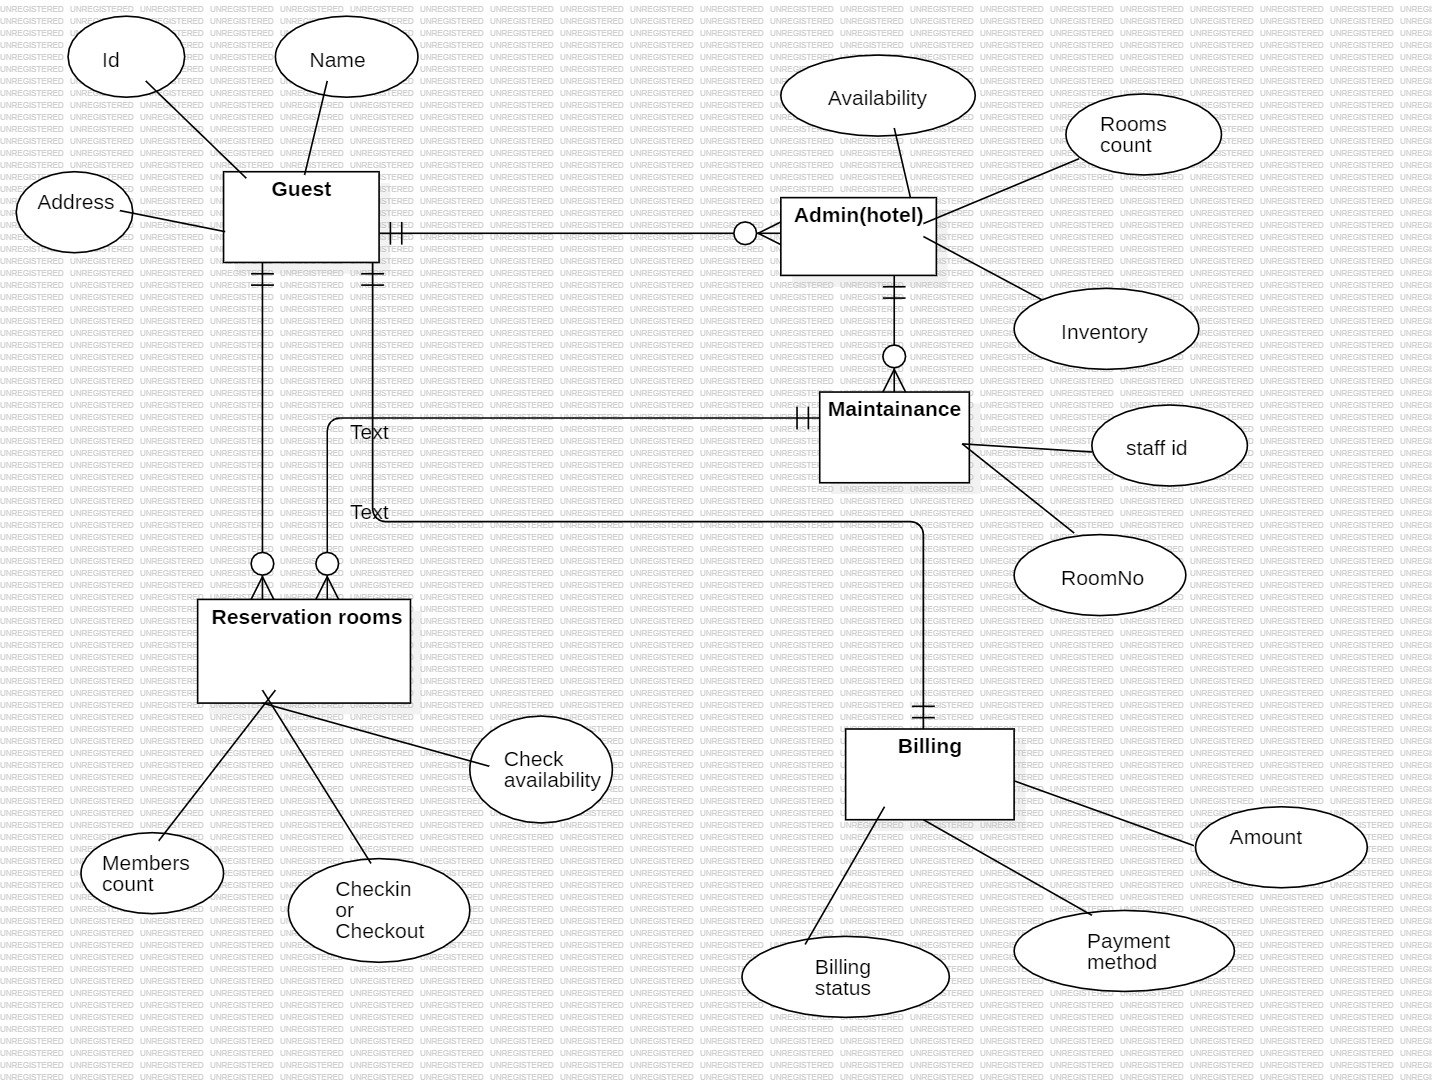 Id
Name
Availability
Rooms
count
Address
Guest
Admin(hotel)
Inventory
Maintainance
Text
staff id
Text
RoomNo
Reservation rooms
Check
availability
Billing
Amount
Members
count
Checkin
or
Checkout
Payment
method
Billing
status
UNREGISTERED